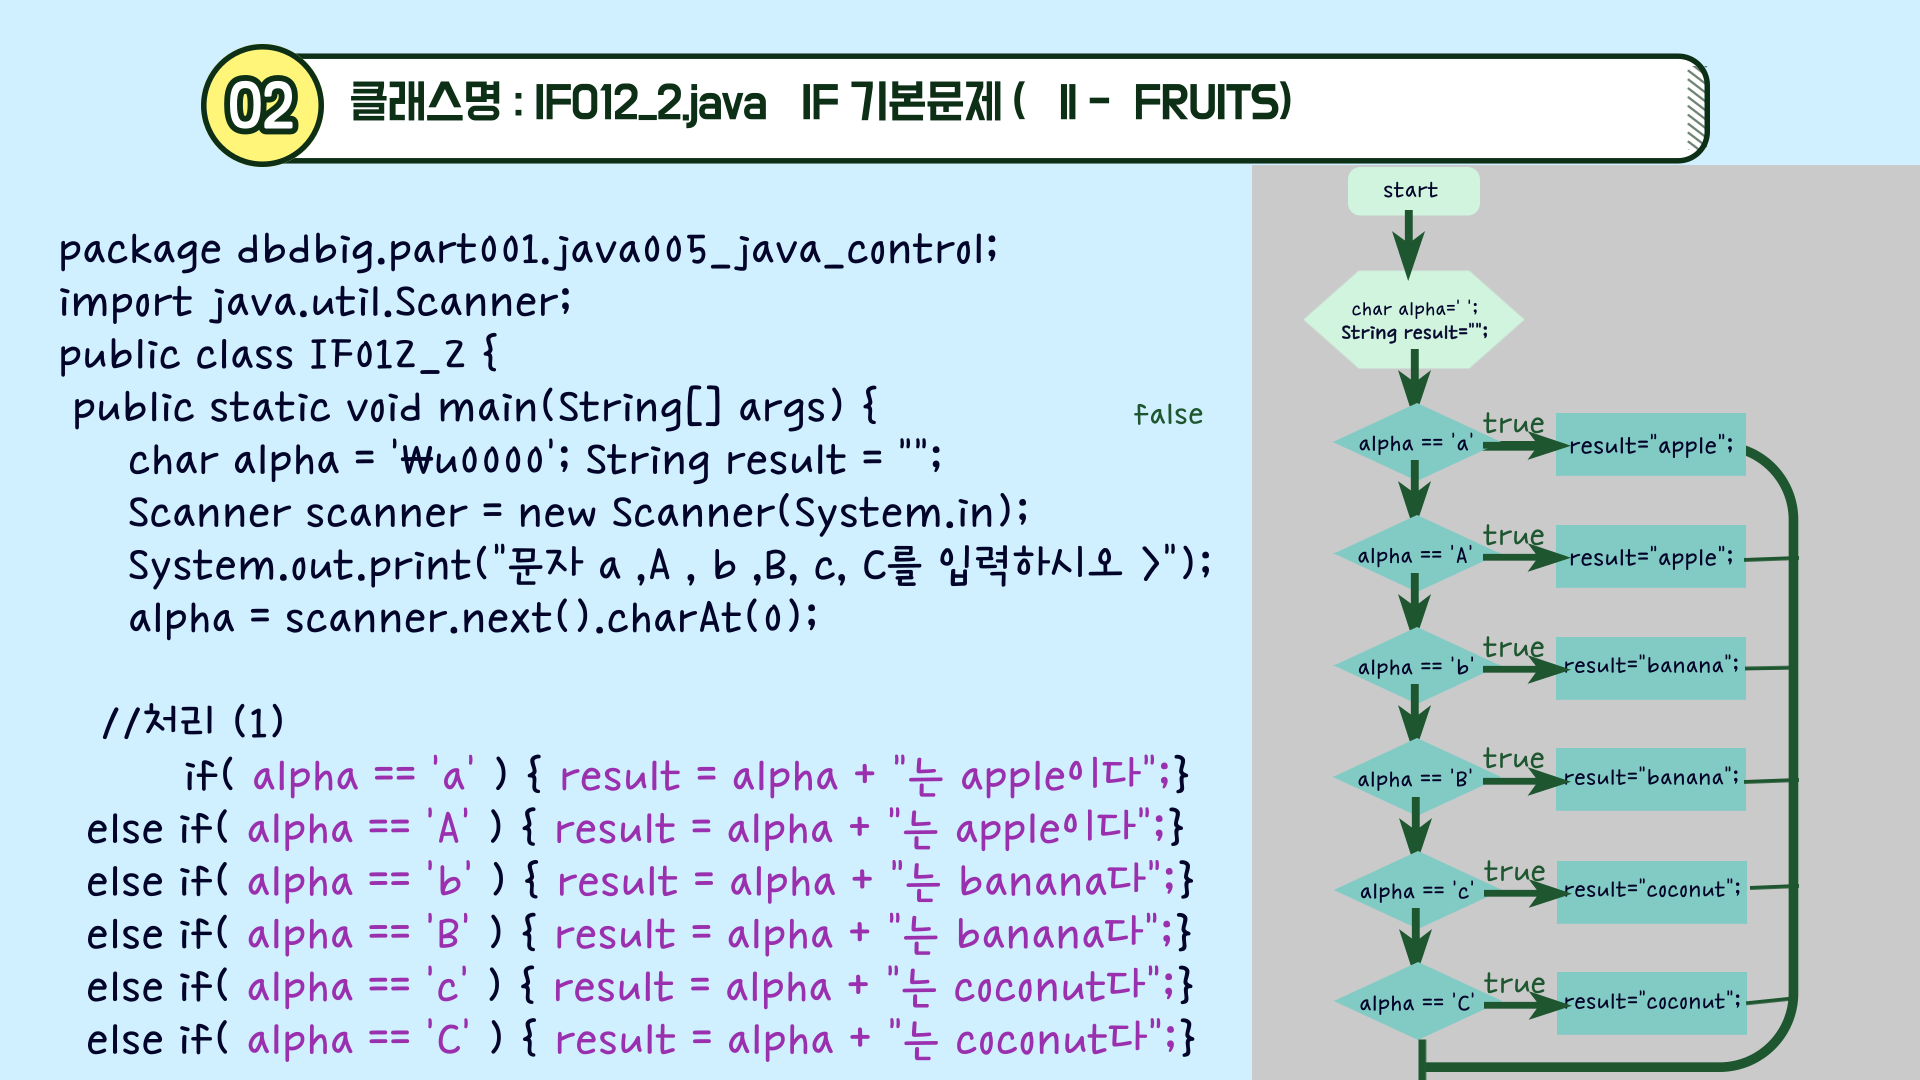 02
클래스명 : IF012_2.java   IF 기본문제 (   II -  FRUITS)
package dbdbig.part001.java005_java_control;
import java.util.Scanner;
public class IF012_2 {
public static void main(String[] args) {
char alpha = '₩u0000'; String result = "";
Scanner scanner = new Scanner(System.in);
System.out.print("문자 a ,A , b ,B, c, C를 입력하시오 >");
alpha = scanner.next().charAt(0);
//처리 (1)
if( alpha == 'a' ) { result = alpha + "는 apple이다";}
else if( alpha == 'A' ) { result = alpha + "는 apple이다";}
else if( alpha == 'b' ) { result = alpha + "는 banana다";}
else if( alpha == 'B' ) { result = alpha + "는 banana다";}
else if( alpha == 'c' ) { result = alpha + "는 coconut다";}
else if( alpha == 'C' ) { result = alpha + "는 coconut다";}
false
start
char alpha=' ';
String result="";
alpha == 'a' true result="apple";
alpha == 'A' true result="apple";
alpha == 'b' true result="banana";
alpha == 'B' true result="banana";
alpha == 'c' true result="coconut";
alpha == 'C' true result="coconut";